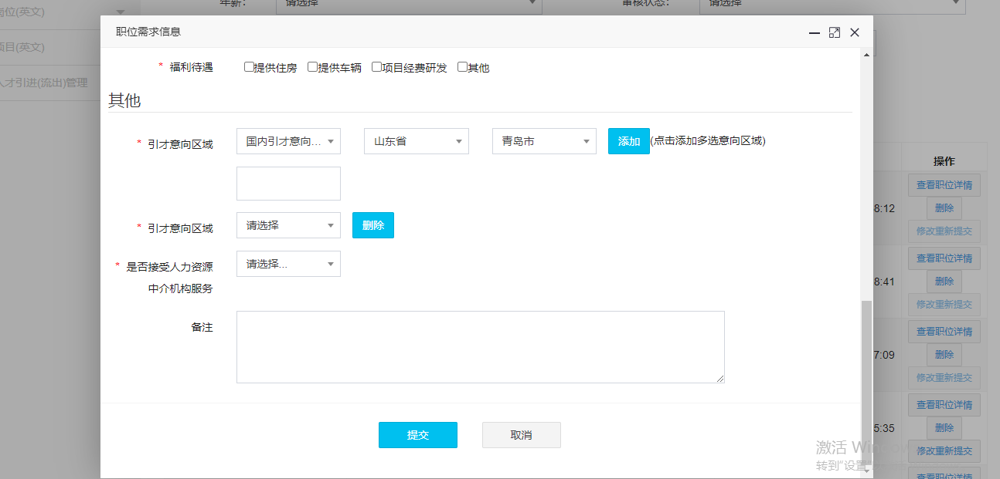 岗位(英文)
年薪：
请选择
审核状态：
请选择
职位需求信息
项目(英文)
* 福利待遇
提供住房
提供车辆
项目经费研发
其他
人才引进(流出)管理
其他
* 引才意向区域
国内引才意向...
山东省
青岛市
添加
(点击添加多选意向区域)
操作
查看职位详情
8:12
删除
修改重新提交
* 引才意向区域
请选择
删除
* 是否接受人力资源
中介机构服务
请选择...
查看职位详情
8:41
删除
修改重新提交
备注
查看职位详情
7:09
删除
修改重新提交
查看职位详情
5:35
删除
修改重新提交
提交
取消
激活 Window
转到"设置"
查看职位详情